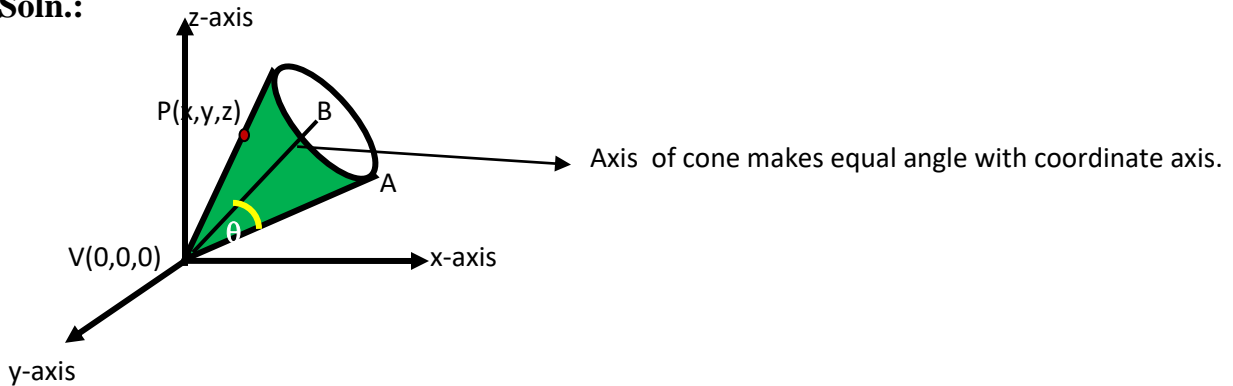 Soln.:
z-axis
P(x,y,z)
B
Axis of cone makes equal angle with coordinate axis.
A
θ
V(0,0,0)
x-axis
y-axis